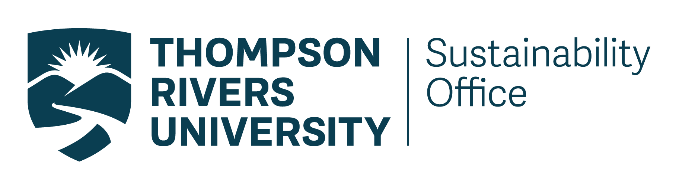 THOMPSON
RIVERS
UNIVERSITY
Sustainability
Office